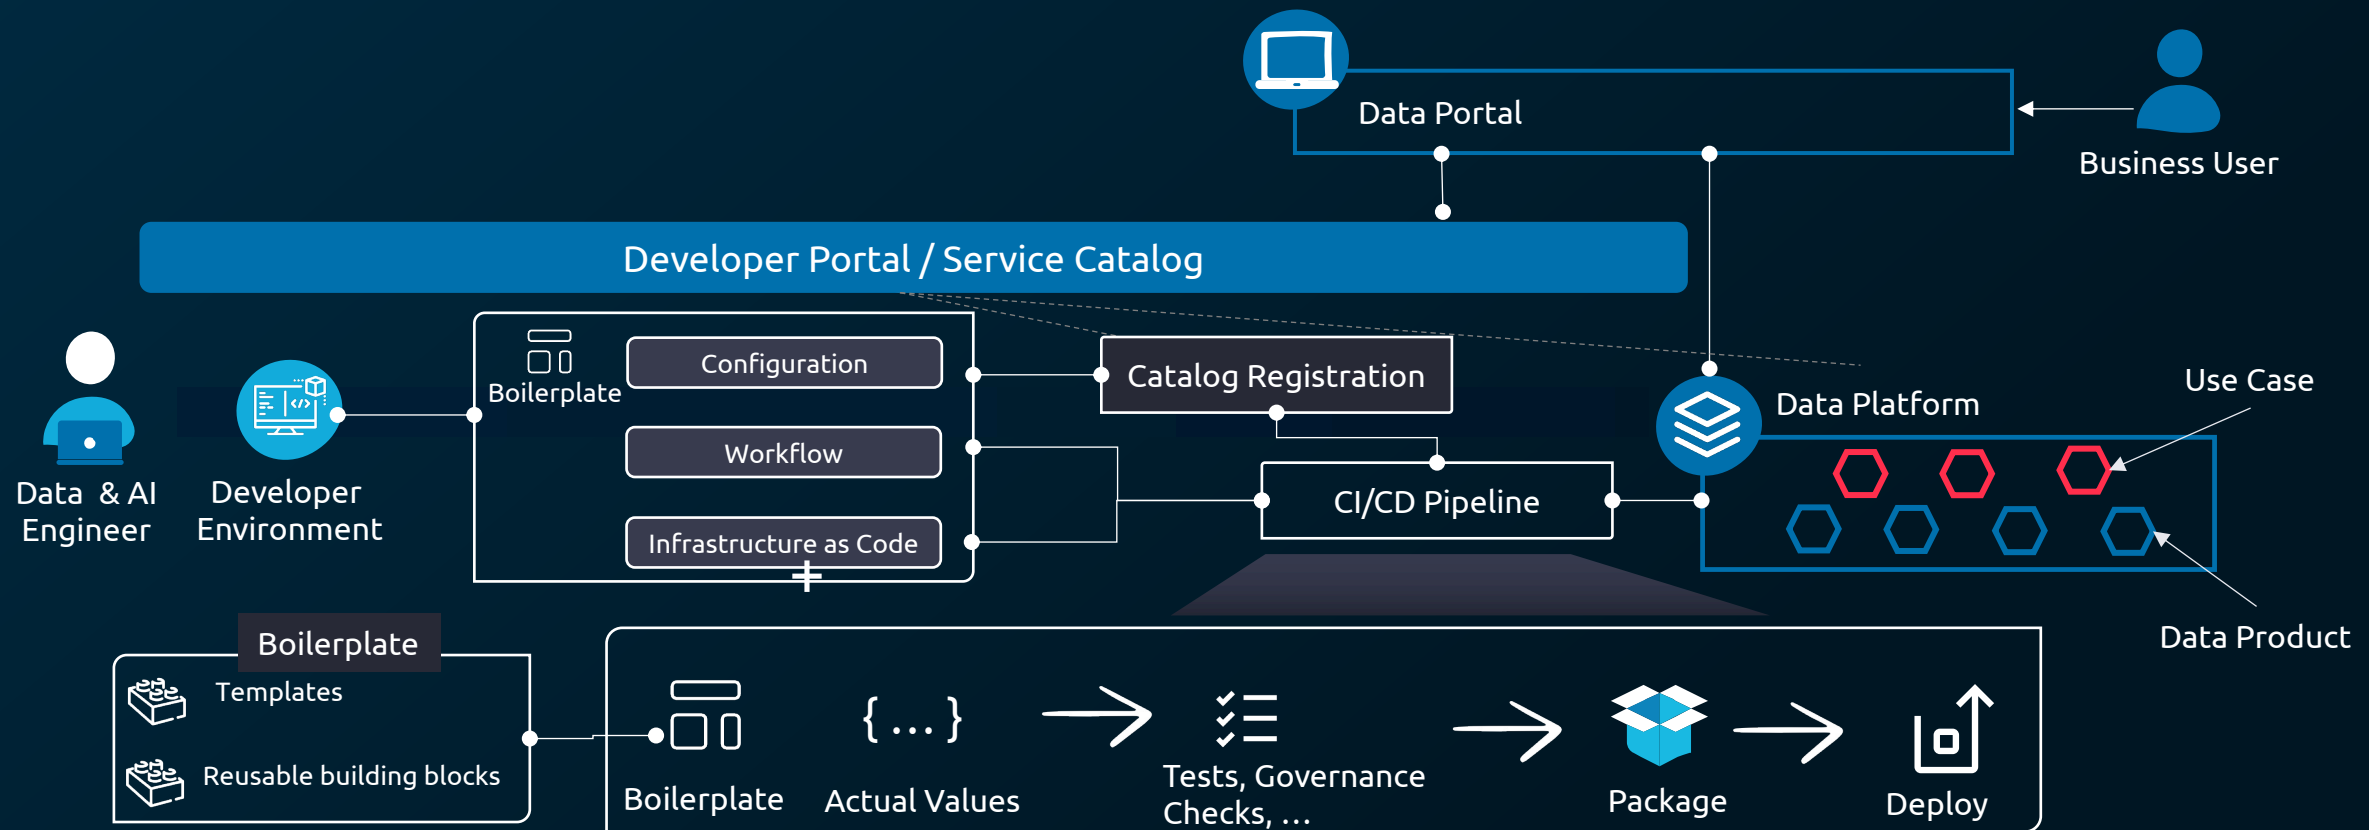 Data Portal
Business User
Developer Portal / Service Catalog
Boilerplate
Configuration
Workflow
Infrastructure as Code
Catalog Registration
CI/CD Pipeline
Data Platform
Use Case
Data Product
Data & AI
Engineer
Developer
Environment
</>
Boilerplate
Templates
Reusable building blocks
Boilerplate
{ ... }
Actual Values
Tests, Governance
Checks, ...
Package
Deploy